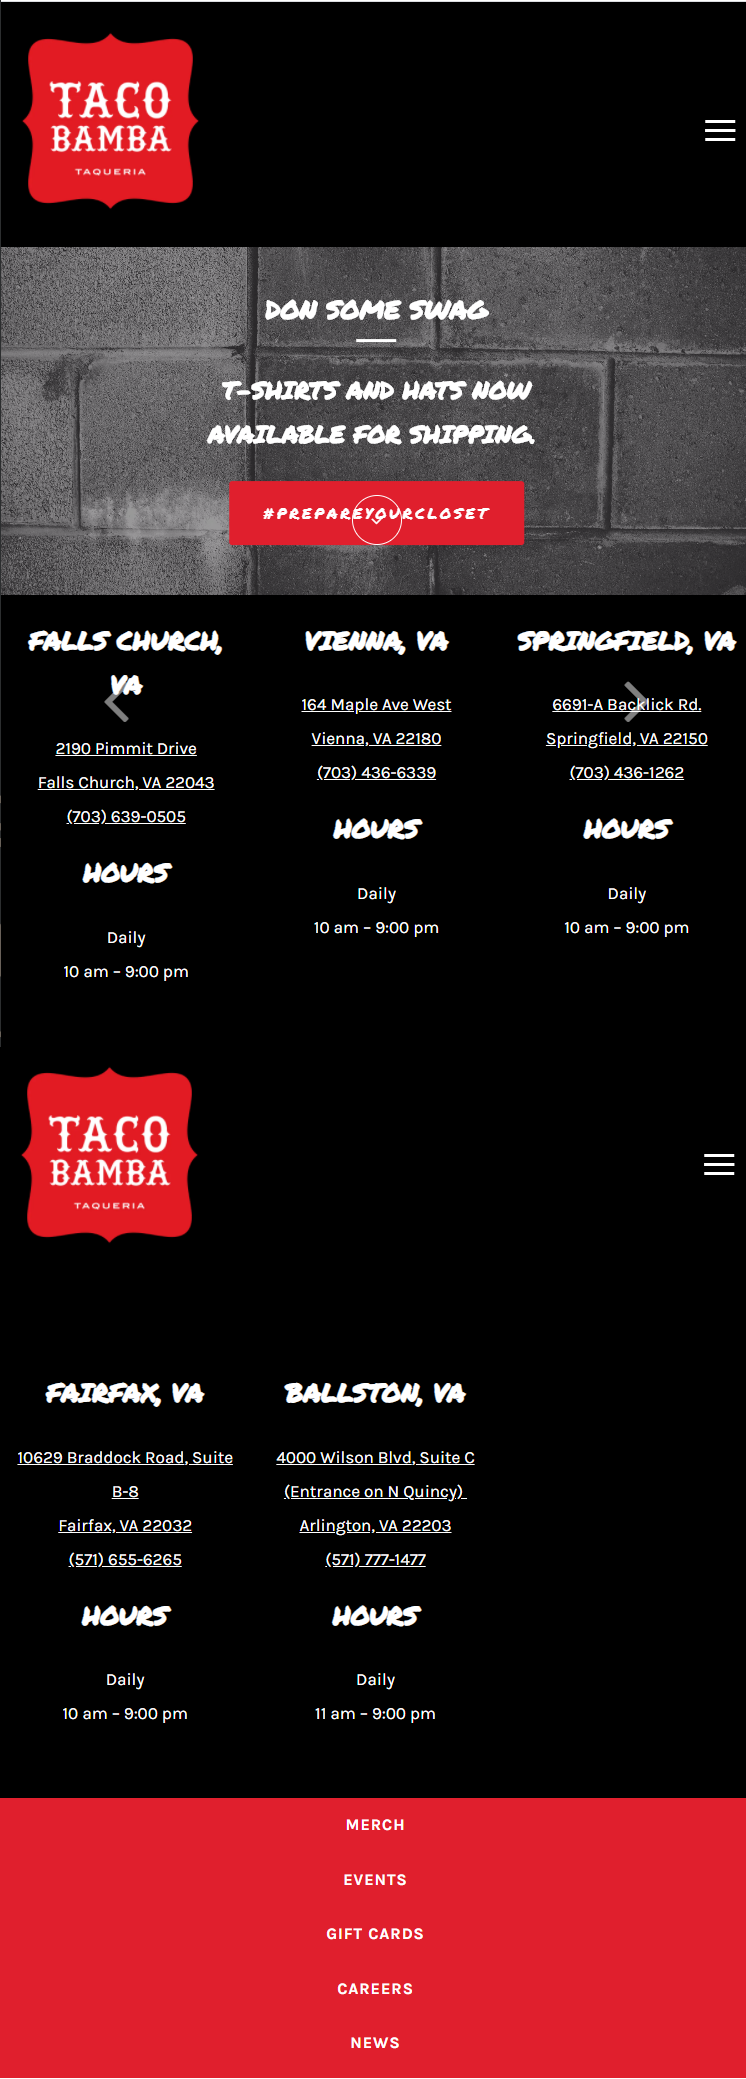 TACO
BAMBA
TAQUERIA
DON SOME SWAG
T-SHIRTS AND HATS NOW
AVAILABLE FOR SHIPPING.
#PREPAREYOURCLOSET
FALLS CHURCH,
VA
2190 Pimmit Drive
Falls Church, VA 22043
(703) 639-0505
HOURS
Daily
10 am – 9:00 pm
VIENNA, VA
164 Maple Ave West
Vienna, VA 22180
(703) 436-6339
HOURS
Daily
10 am – 9:00 pm
SPRINGFIELD, VA
6691-A Backlick Rd.
Springfield, VA 22150
(703) 436-1262
HOURS
Daily
10 am – 9:00 pm
TACO
BAMBA
TAQUERIA
FAIRFAX, VA
10629 Braddock Road, Suite
B-8
Fairfax, VA 22032
(571) 655-6265
HOURS
Daily
10 am – 9:00 pm
BALLSTON, VA
4000 Wilson Blvd, Suite C
(Entrance on N Quincy)
Arlington, VA 22203
(571) 777-1477
HOURS
Daily
11 am – 9:00 pm
MERCH
EVENTS
GIFT CARDS
CAREERS
NEWS